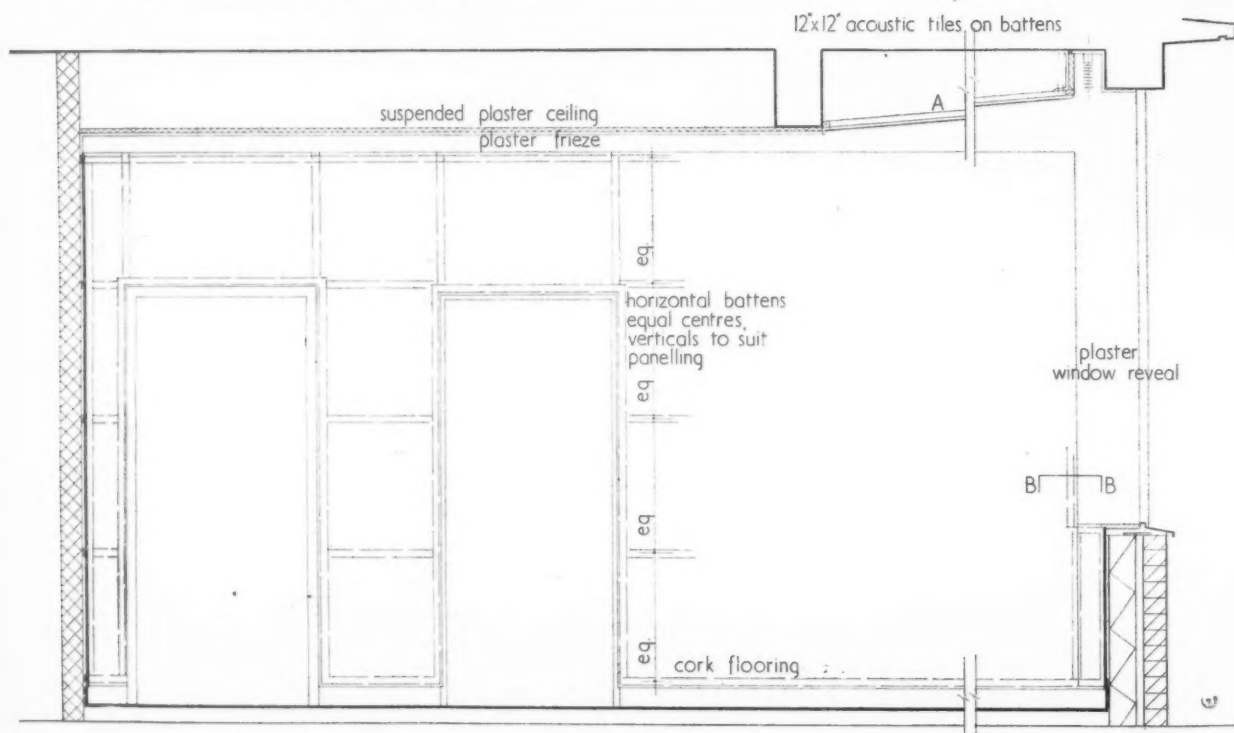 12"x12" acoustic tiles on battens
A
suspended plaster ceiling
plaster frieze
eq.
horizontal battens
equal centres,
verticals to suit
panelling
plaster
window reveal
eq
B B
eq
eq.
cork flooring